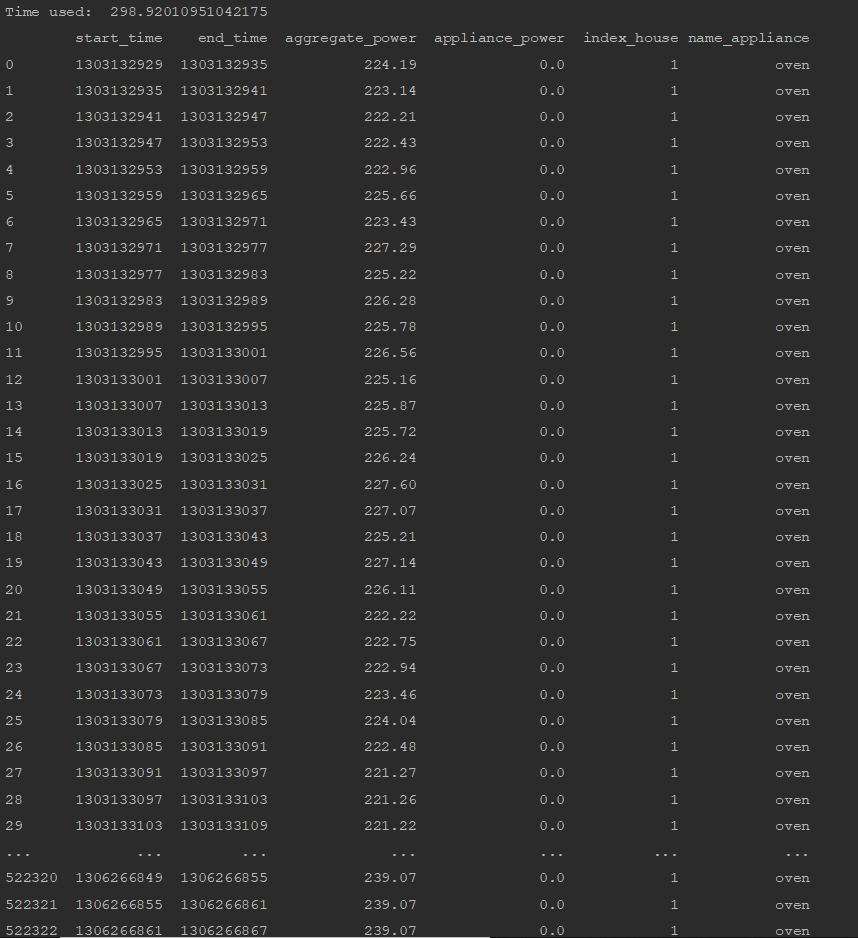 Time used:  298.92010951042175
start_time end_time aggregate_power appliance_power index_house name_appliance
0 1303132929 1303132935 224.19 0.0 1 oven
1 1303132935 1303132941 223.14 0.0 1 oven
2 1303132941 1303132947 222.21 0.0 1 oven
3 1303132947 1303132953 222.43 0.0 1 oven
4 1303132953 1303132959 222.96 0.0 1 oven
5 1303132959 1303132965 225.66 0.0 1 oven
6 1303132965 1303132971 223.43 0.0 1 oven
7 1303132971 1303132977 227.29 0.0 1 oven
8 1303132977 1303132983 225.22 0.0 1 oven
9 1303132983 1303132989 226.28 0.0 1 oven
10 1303132989 1303132995 225.78 0.0 1 oven
11 1303132995 1303133001 226.56 0.0 1 oven
12 1303133001 1303133007 225.16 0.0 1 oven
13 1303133007 1303133013 225.87 0.0 1 oven
14 1303133013 1303133019 225.72 0.0 1 oven
15 1303133019 1303133025 226.24 0.0 1 oven
16 1303133025 1303133031 227.60 0.0 1 oven
17 1303133031 1303133037 227.07 0.0 1 oven
18 1303133037 1303133043 225.21 0.0 1 oven
19 1303133043 1303133049 227.14 0.0 1 oven
20 1303133049 1303133055 226.11 0.0 1 oven
21 1303133055 1303133061 222.22 0.0 1 oven
22 1303133061 1303133067 222.75 0.0 1 oven
23 1303133067 1303133073 222.94 0.0 1 oven
24 1303133073 1303133079 223.46 0.0 1 oven
25 1303133079 1303133085 224.04 0.0 1 oven
26 1303133085 1303133091 222.48 0.0 1 oven
27 1303133091 1303133097 221.27 0.0 1 oven
28 1303133097 1303133103 221.26 0.0 1 oven
29 1303133103 1303133109 221.22 0.0 1 oven
... ... ... ... ... ... ...
522320 1306266849 1306266855 239.07 0.0 1 oven
522321 1306266855 1306266861 239.07 0.0 1 oven
522322 1306266861 1306266867 239.07 0.0 1 oven